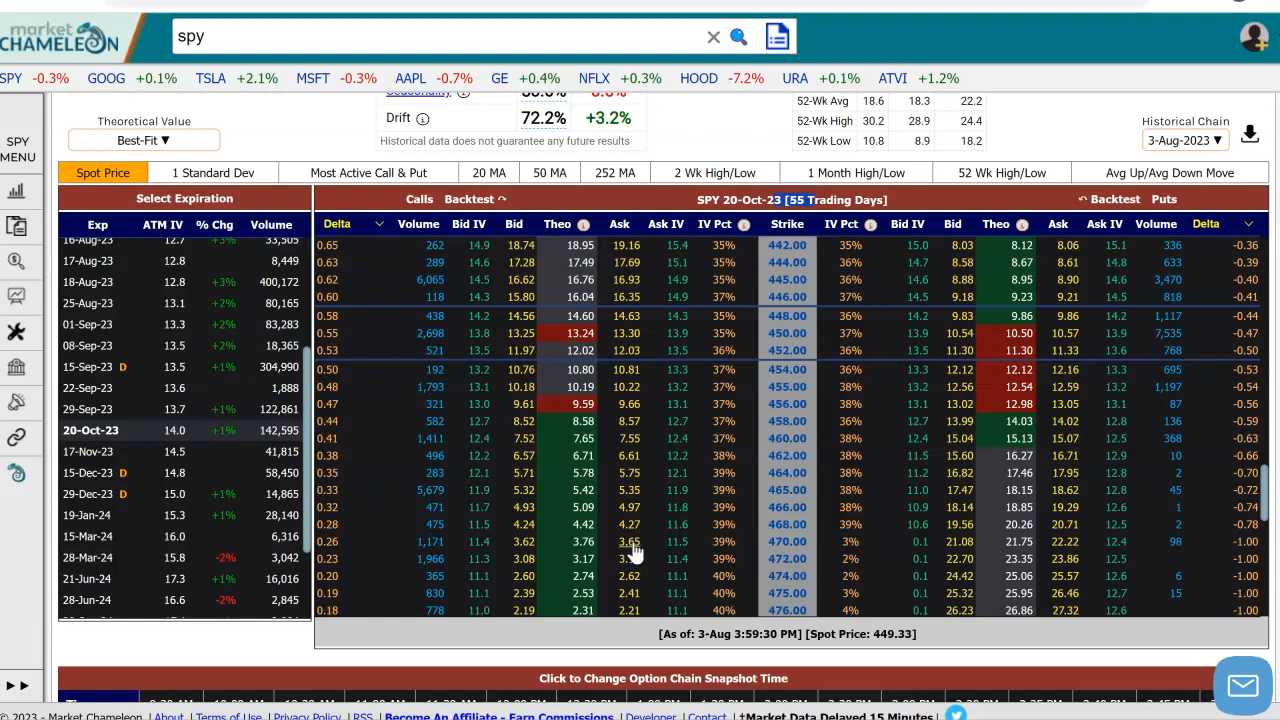 market
CHAMELEON
spy
SPY -0.3% GOOG +0.1% TSLA +2.1% MSFT -0.3% AAPL -0.7% GE +0.4% NFLX +0.3% HOOD -7.2% URA +0.1% ATVI +1.2%
SPY
MENU
Theoretical Value
Best-Fit ▼
Seasonality
Drift 72.2% +3.2%
Historical data does not guarantee any future results
52-Wk Avg 18.6 18.3 22.2
52-Wk High 30.2 28.9 24.4
52-Wk Low 10.8 8.9 18.2
Historical Chain
3-Aug-2023 ▼
Spot Price 1 Standard Dev Most Active Call & Put 20 MA 50 MA 252 MA 2 Wk High/Low 1 Month High/Low 52 Wk High/Low Avg Up/Avg Down Move
Select Expiration
Exp ATM IV % Chg Volume
16-Aug-23 12.7 +3% 33,505
17-Aug-23 12.8 8,449
18-Aug-23 12.8 +3% 400,172
25-Aug-23 13.1 +2% 80,165
01-Sep-23 13.3 +2% 83,283
08-Sep-23 13.5 +2% 18,365
15-Sep-23 D 13.5 +1% 304,990
22-Sep-23 13.6 1,888
29-Sep-23 13.7 +1% 122,861
20-Oct-23 14.0 +1% 142,595
17-Nov-23 14.5 41,815
15-Dec-23 D 14.8 58,450
29-Dec-23 D 15.0 +1% 14,865
19-Jan-24 15.3 +1% 28,140
15-Mar-24 16.0 6,316
28-Mar-24 15.8 -2% 3,042
21-Jun-24 17.3 +1% 16,016
28-Jun-24 16.6 -2% 2,845
Calls Backtest SPY 20-Oct-23 [55 Trading Days] Backtest Puts
Delta Volume Bid IV Bid Theo Ask Ask IV IV Pct Strike IV Pct Bid IV Bid Theo Ask Ask IV Volume Delta
0.65 262 14.9 18.74 18.95 19.16 15.4 35% 442.00 35% 15.0 8.03 8.12 8.06 15.1 336 -0.36
0.63 289 14.6 17.28 17.49 17.69 15.1 35% 444.00 35% 14.7 8.58 8.67 8.61 14.8 633 -0.39
0.62 6,065 14.5 16.62 16.76 16.93 14.9 35% 445.00 36% 14.6 8.88 8.95 8.90 14.6 3,470 -0.40
0.60 118 14.3 15.80 16.04 16.35 14.9 37% 446.00 37% 14.5 9.18 9.23 9.21 14.5 818 -0.41
0.58 438 14.2 14.56 14.60 14.63 14.3 35% 448.00 36% 14.2 9.83 9.86 9.86 14.2 1,117 -0.44
0.55 2,698 13.8 13.25 13.24 13.30 13.9 35% 450.00 37% 13.9 10.54 10.50 10.57 13.9 7,535 -0.47
0.53 521 13.5 11.97 12.02 12.03 13.5 36% 452.00 36% 13.5 11.30 11.30 11.33 13.6 768 -0.50
0.50 192 13.2 10.76 10.80 10.81 13.3 37% 454.00 36% 13.3 12.12 12.12 12.16 13.3 695 -0.53
0.48 1,793 13.1 10.18 10.19 10.22 13.2 37% 455.00 38% 13.2 12.56 12.54 12.59 13.2 1,197 -0.54
0.47 321 13.0 9.61 9.59 9.66 13.1 37% 456.00 38% 13.1 13.02 12.98 13.05 13.1 87 -0.56
0.44 582 12.7 8.52 8.58 8.57 12.7 37% 458.00 38% 12.7 13.99 14.03 14.02 12.8 136 -0.59
0.41 1,411 12.4 7.52 7.65 7.55 12.4 37% 460.00 38% 12.4 15.04 15.13 15.07 12.5 368 -0.63
0.38 496 12.2 6.57 6.71 6.61 12.2 38% 462.00 38% 11.5 15.60 16.27 16.71 12.9 10 -0.66
0.35 283 12.1 5.71 5.78 5.75 12.1 39% 464.00 38% 11.2 16.82 17.46 17.95 12.8 2 -0.70
0.33 5,679 11.9 5.32 5.42 5.35 11.9 39% 465.00 38% 11.0 17.47 18.15 18.62 12.8 45 -0.72
0.32 471 11.7 4.93 5.09 4.97 11.8 39% 466.00 38% 10.9 18.14 18.85 19.29 12.6 1 -0.74
0.28 475 11.5 4.24 4.42 4.27 11.6 39% 468.00 39% 10.6 19.56 20.26 20.71 12.5 1 -0.78
0.26 1,171 11.4 3.62 3.76 3.65 11.5 39% 470.00 3% 0.1 21.08 21.75 22.22 12.4 98 -1.00
0.23 1,966 11.3 3.08 3.17 11.4 39% 472.00 2% 0.1 22.70 23.35 23.86 12.3 -1.00
0.20 365 11.1 2.60 2.74 2.62 11.1 40% 474.00 2% 0.1 24.42 25.06 25.57 12.6 6 -1.00
0.19 830 11.1 2.39 2.53 2.41 11.1 40% 475.00 3% 0.1 25.32 25.95 26.46 12.7 15 -1.00
0.18 778 11.0 2.19 2.31 2.21 11.1 40% 476.00 4% 0.1 26.23 26.86 27.32 12.6 -1.00
[As of: 3-Aug 3:59:30 PM] [Spot Price: 449.33]
Click to Change Option Chain Snapshot Time
© 2023 - Market Chameleon | About | Terms of Use | Privacy Policy | RSS | Become An Affiliate - Earn Commissions | Developer | Contact | †Market Data Delayed 15 Minutes |